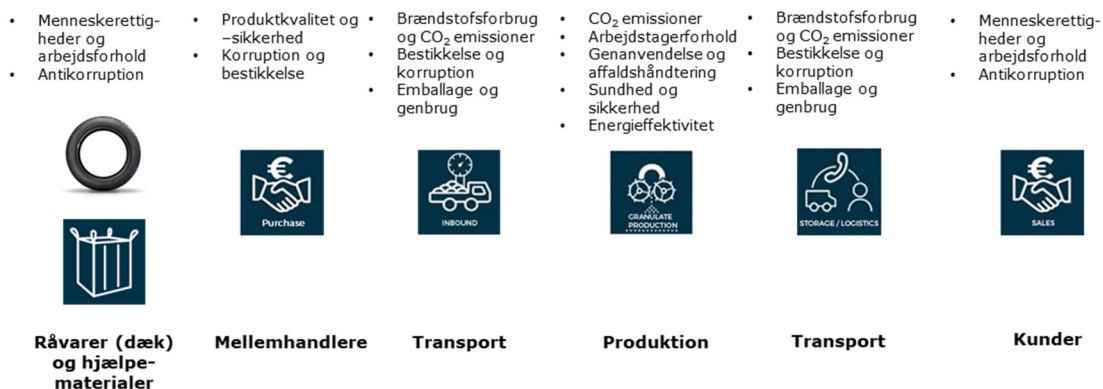 • Menneskerettig-
heder og
arbejdsforhold
• Antikorruption
Råvarer (dæk)
og hjælpe-
materialer
• Produktkvalitet og
–sikkerhed
• Korruption og
bestikkelse
Purchase
Mellemhandlere
• Brændstofsforbrug
og CO₂ emissioner
• Bestikkelse og
korruption
• Emballage og
genbrug
INBOUND
Transport
• CO₂ emissioner
• Arbejdstagerforhold
• Genanvendelse og
affaldshåndtering
• Sundhed og
sikkerhed
• Energieffektivitet
GRANULATE
PRODUCTION
Produktion
• Brændstofsforbrug
og CO₂ emissioner
• Bestikkelse og
korruption
• Emballage og
genbrug
STORAGE / LOGISTICS
Transport
• Menneskerettig-
heder og
arbejdsforhold
• Antikorruption
SALES
Kunder